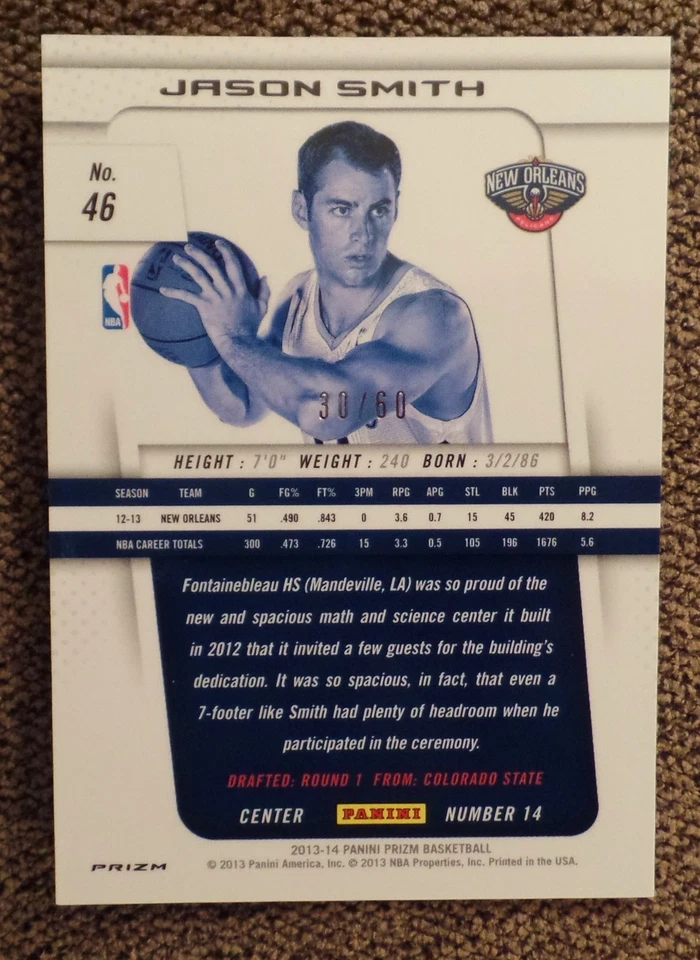 JASON SMITH
No.
46
NEW ORLEANS
PELICANS
NBA
30/60
HEIGHT : 7'0" WEIGHT : 240 BORN : 3/2/86
SEASON TEAM G FG% FT% 3PM RPG APG STL BLK PTS PPG
12-13 NEW ORLEANS 51 .490 .843 0 3.6 0.7 15 45 420 8.2
NBA CAREER TOTALS 300 .473 .726 15 3.3 0.5 105 196 1676 5.6
Fontainebleau HS (Mandeville, LA) was so proud of the
new and spacious math and science center it built
in 2012 that it invited a few guests for the building's
dedication. It was so spacious, in fact, that even a
7-footer like Smith had plenty of headroom when he
participated in the ceremony.
DRAFTED: ROUND 1 FROM: COLORADO STATE
CENTER PANINI NUMBER 14
2013-14 PANINI PRIZM BASKETBALL
© 2013 Panini America, Inc. © 2013 NBA Properties, Inc. Printed in the USA.
PRIZM